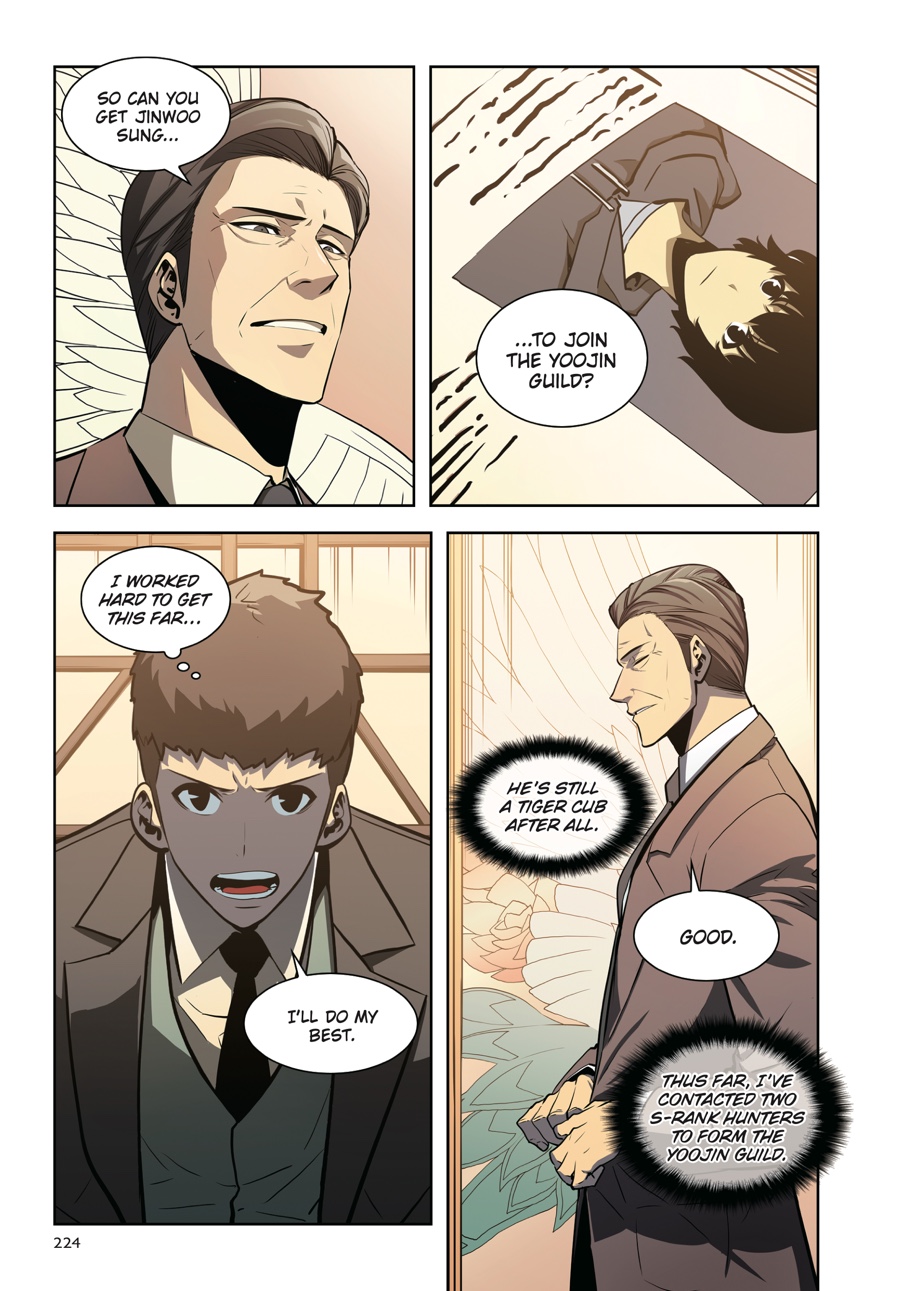 SO CAN YOU
GET JINWOO
SUNG...
...TO JOIN
THE YOOJIN
GUILD?
I WORKED
HARD TO GET
THIS FAR...
I'LL DO MY
BEST.
HE'S STILL
A TIGER CUB
AFTER ALL.
GOOD.
THUS FAR, I'VE
CONTACTED TWO
S-RANK HUNTERS
TO FORM THE
YOOJIN GUILD.
224